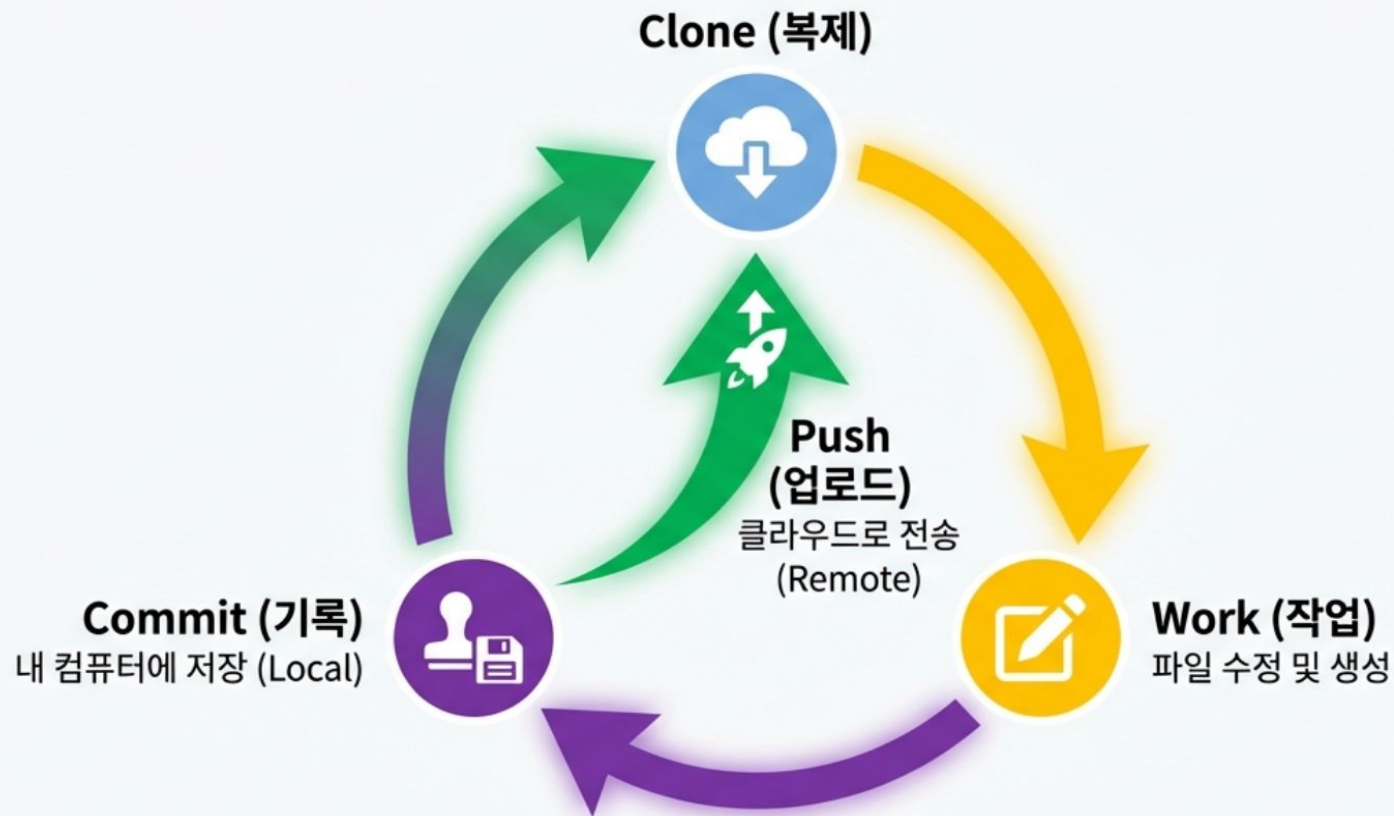 Clone (복제)
Push
(업로드)
클라우드로 전송
(Remote)
Commit (기록)
내 컴퓨터에 저장 (Local)
Work (작업)
파일 수정 및 생성